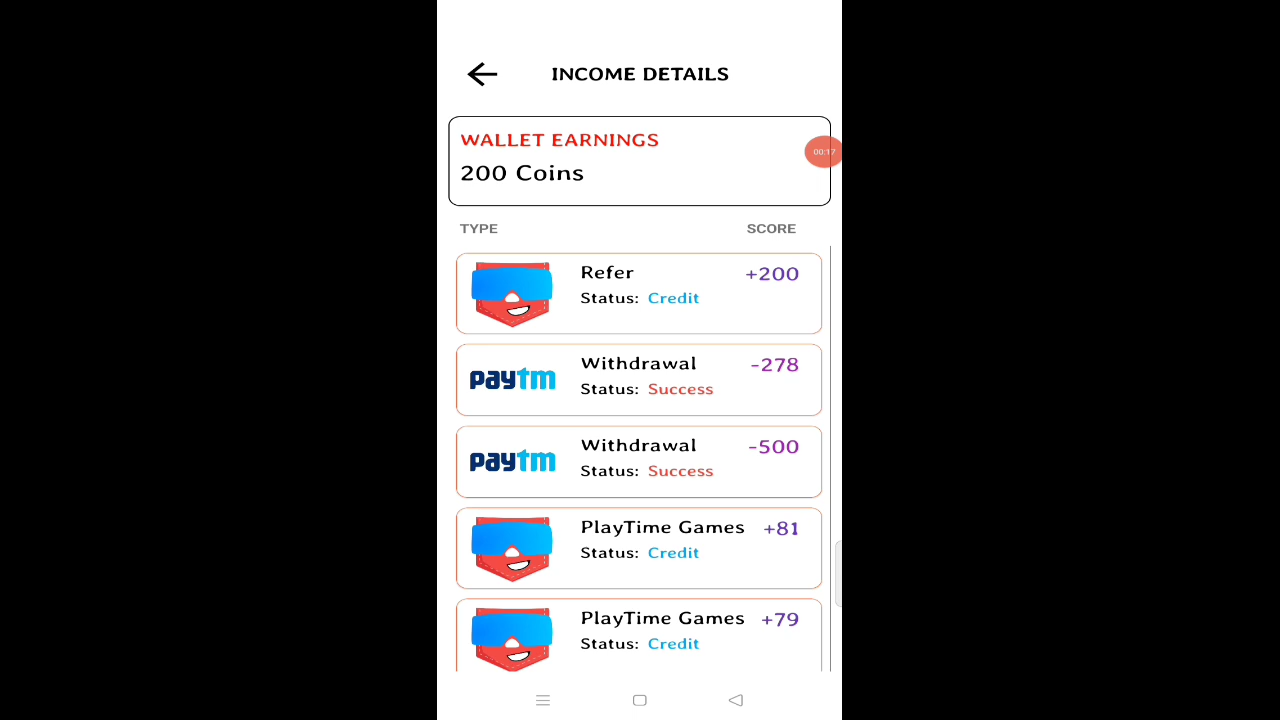 INCOME DETAILS
WALLET EARNINGS
00:17
200 Coins
TYPE SCORE
Refer +200
Status: Credit
paytm Withdrawal -278
Status: Success
paytm Withdrawal -500
Status: Success
PlayTime Games +81
Status: Credit
PlayTime Games +79
Status: Credit